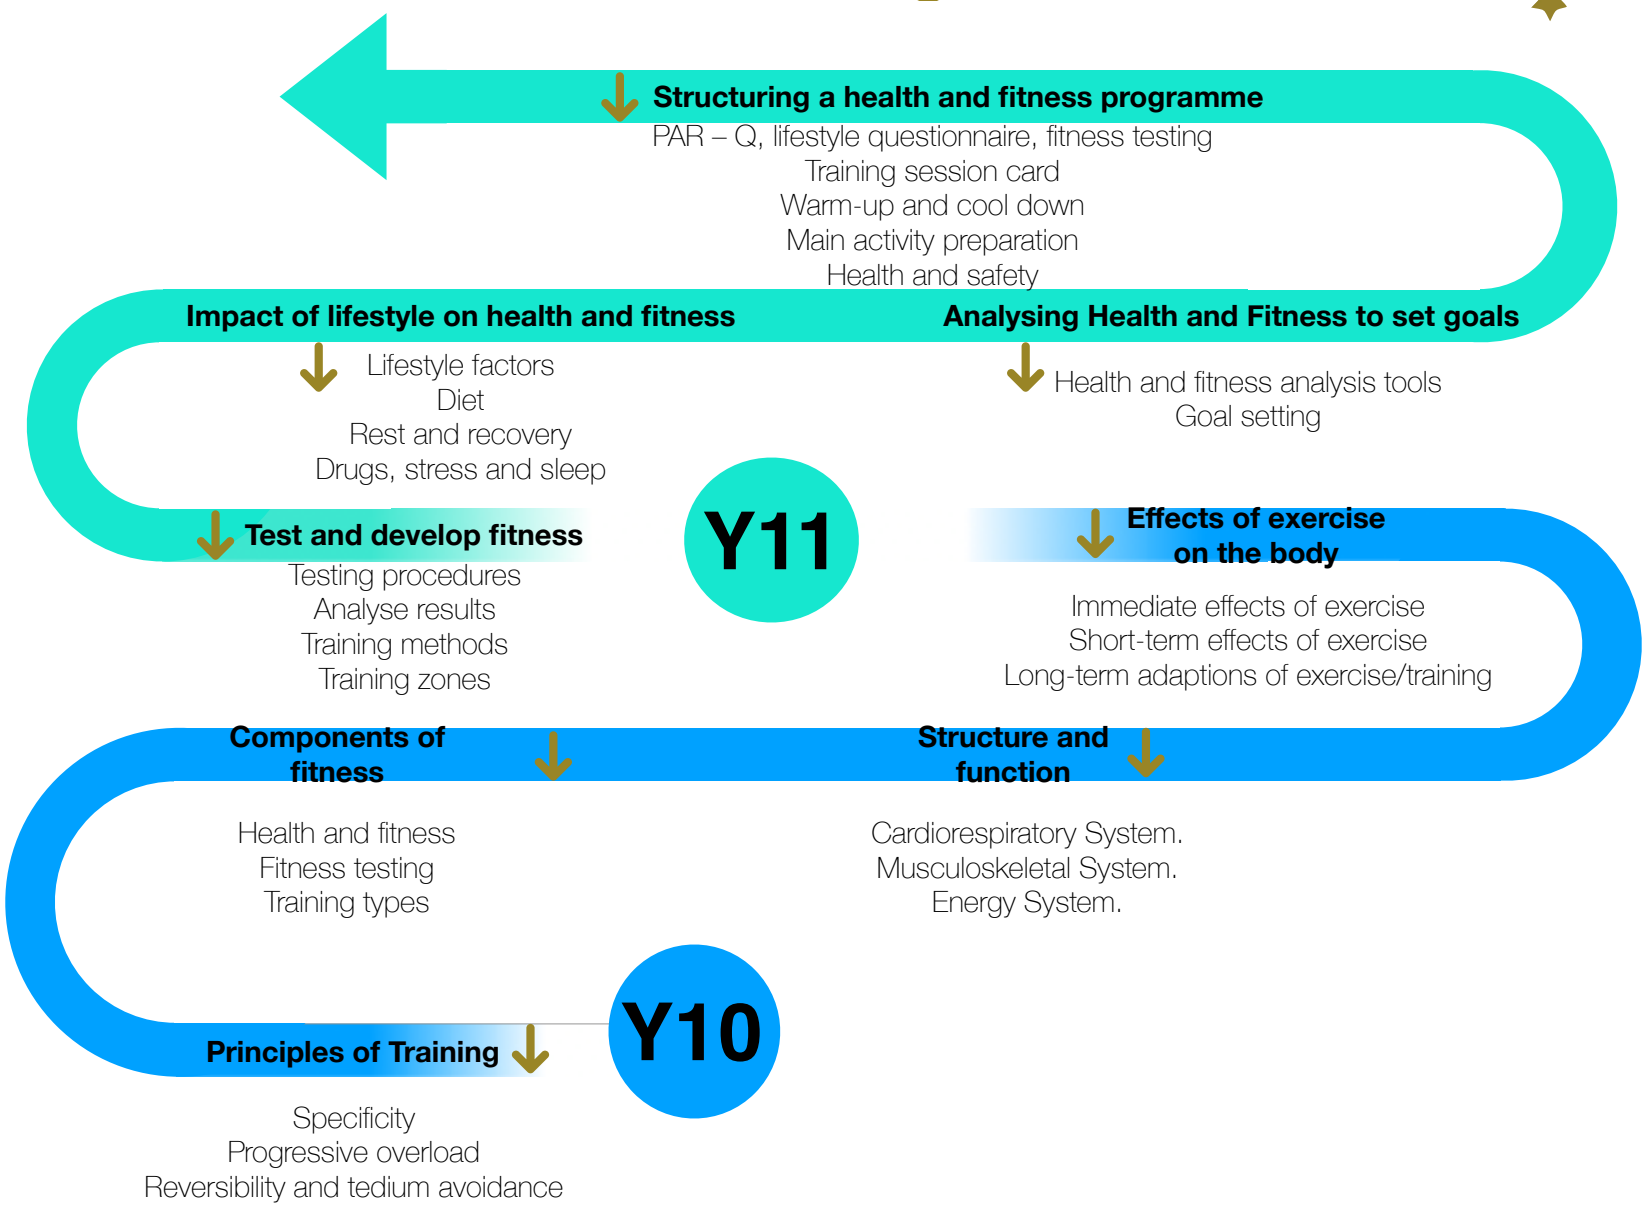 Structuring a health and fitness programme
PAR – Q, lifestyle questionnaire, fitness testing
Training session card
Warm-up and cool down
Main activity preparation
Health and safety
Impact of lifestyle on health and fitness
Lifestyle factors
Diet
Rest and recovery
Drugs, stress and sleep
Analysing Health and Fitness to set goals
Health and fitness analysis tools
Goal setting
Test and develop fitness
Testing procedures
Analyse results
Training methods
Training zones
Y11
Effects of exercise
on the body
Immediate effects of exercise
Short-term effects of exercise
Long-term adaptions of exercise/training
Components of
fitness
Health and fitness
Fitness testing
Training types
Structure and
function
Cardiorespiratory System.
Musculoskeletal System.
Energy System.
Y10
Principles of Training
Specificity
Progressive overload
Reversibility and tedium avoidance